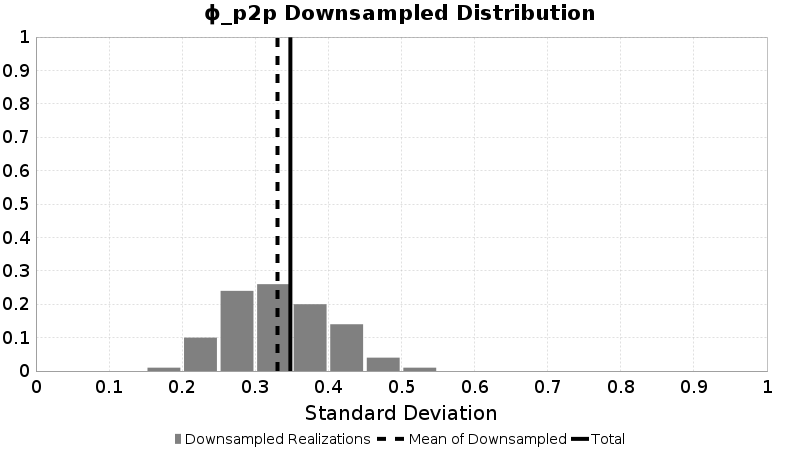 ϕ_p2p Downsampled Distribution
1
0.9
0.8
0.7
0.6
0.5
0.4
0.3
0.2
0.1
0
0 0.1 0.2 0.3 0.4 0.5 0.6 0.7 0.8 0.9 1
Standard Deviation
Downsampled Realizations Mean of Downsampled Total